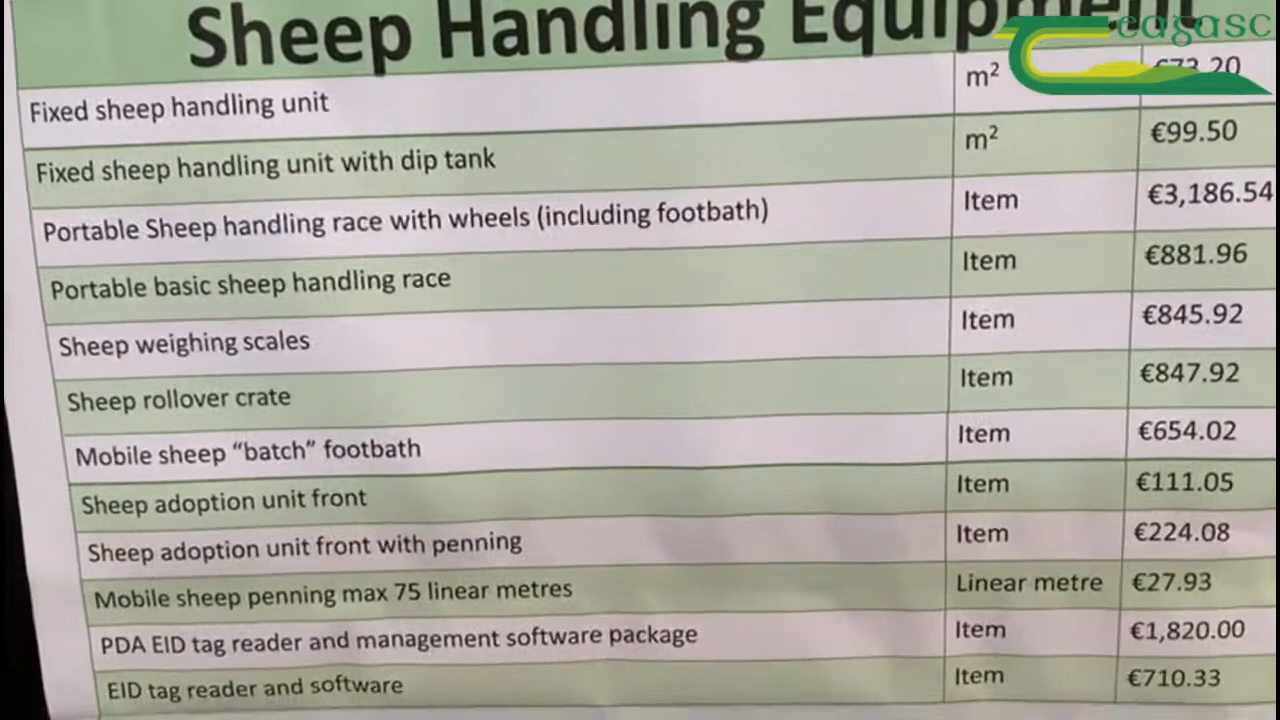 Sheep Handling Equipment
Teagasc
Fixed sheep handling unit m² €73.20
Fixed sheep handling unit with dip tank m² €99.50
Portable Sheep handling race with wheels (including footbath) Item €3,186.54
Portable basic sheep handling race Item €881.96
Sheep weighing scales Item €845.92
Sheep rollover crate Item €847.92
Mobile sheep “batch” footbath Item €654.02
Sheep adoption unit front Item €111.05
Sheep adoption unit front with penning Item €224.08
Mobile sheep penning max 75 linear metres Linear metre €27.93
PDA EID tag reader and management software package Item €1,820.00
EID tag reader and software Item €710.33